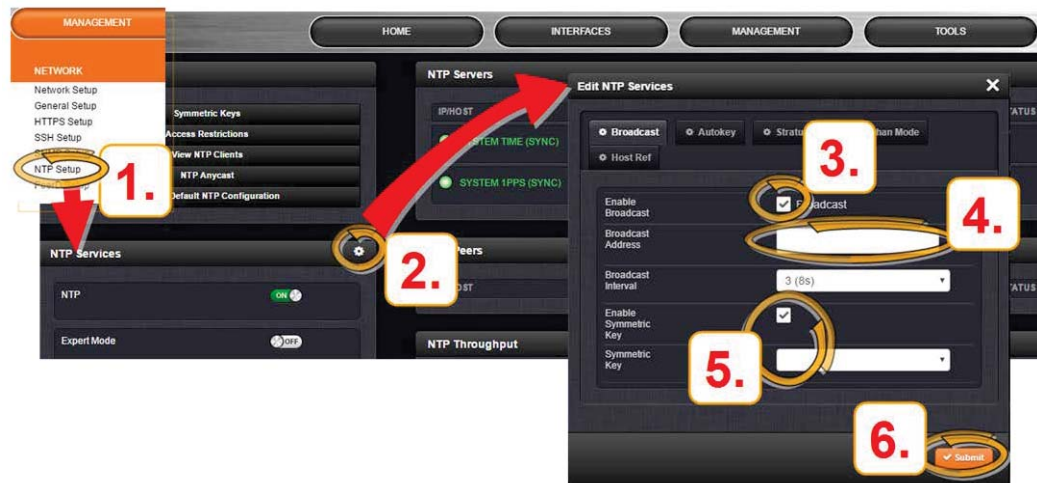 MANAGEMENT
HOME
INTERFACES
MANAGEMENT
TOOLS
NETWORK
Network Setup
General Setup
HTTPS Setup
SSH Setup
NTP Setup
1.
Symmetric Keys
Access Restrictions
View NTP Clients
NTP Anycast
Default NTP Configuration
NTP Services
2.
NTP
ON
Expert Mode
OFF
NTP Servers
IP/HOST
SYSTEM TIME (SYNC)
SYSTEM 1PPS (SYNC)
Peers
NTP Throughput
Edit NTP Services
Broadcast
Autokey
Mode
Host Ref
3.
Enable
Broadcast
Broadcast
Address
4.
Broadcast
Interval
3 (8s)
Enable
Symmetric
Key
Symmetric
Key
5.
6.
Submit